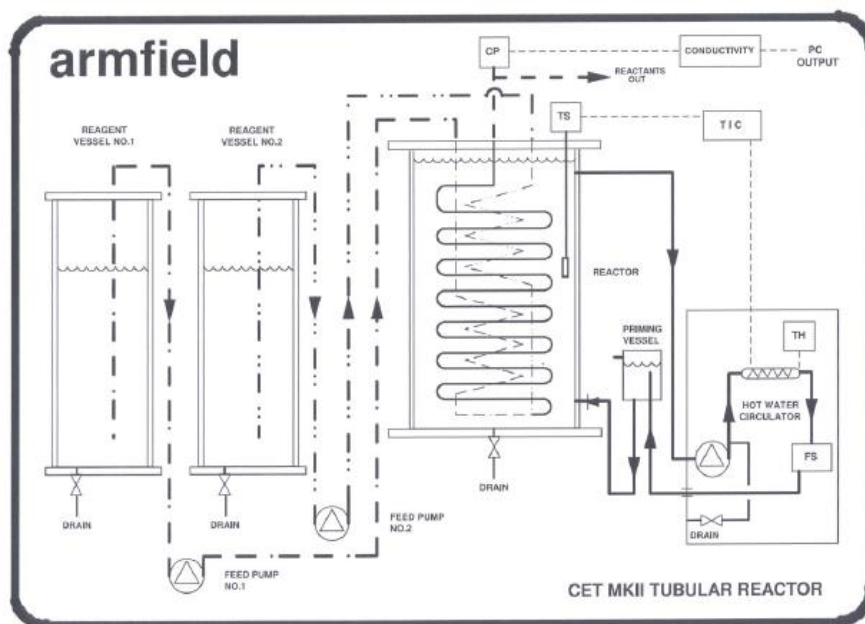 armfield
CP
CONDUCTIVITY
PC
OUTPUT
REACTANTS
OUT
REAGENT
VESSEL NO.1
REAGENT
VESSEL NO.2
TS
T I C
REACTOR
PRIMING
VESSEL
TH
HOT WATER
CIRCULATOR
FS
DRAIN
DRAIN
DRAIN
DRAIN
FEED PUMP
NO.2
FEED PUMP
NO.1
CET MKII TUBULAR REACTOR